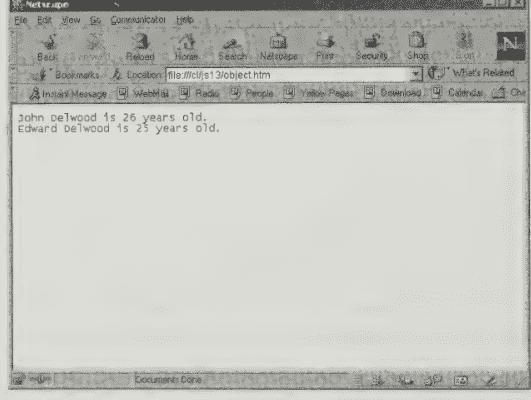 Netscape
File Edit View Go Communicator Help
Back Forward Reload Home Search Netscape Print Security Shop Stop
Bookmarks Location: file:///c|/js13/object.htm What's Related
Instant Message WebMail Radio People Yellow Pages Download Calendar
John Delwood is 26 years old.
Edward Delwood is 25 years old.
Document: Done